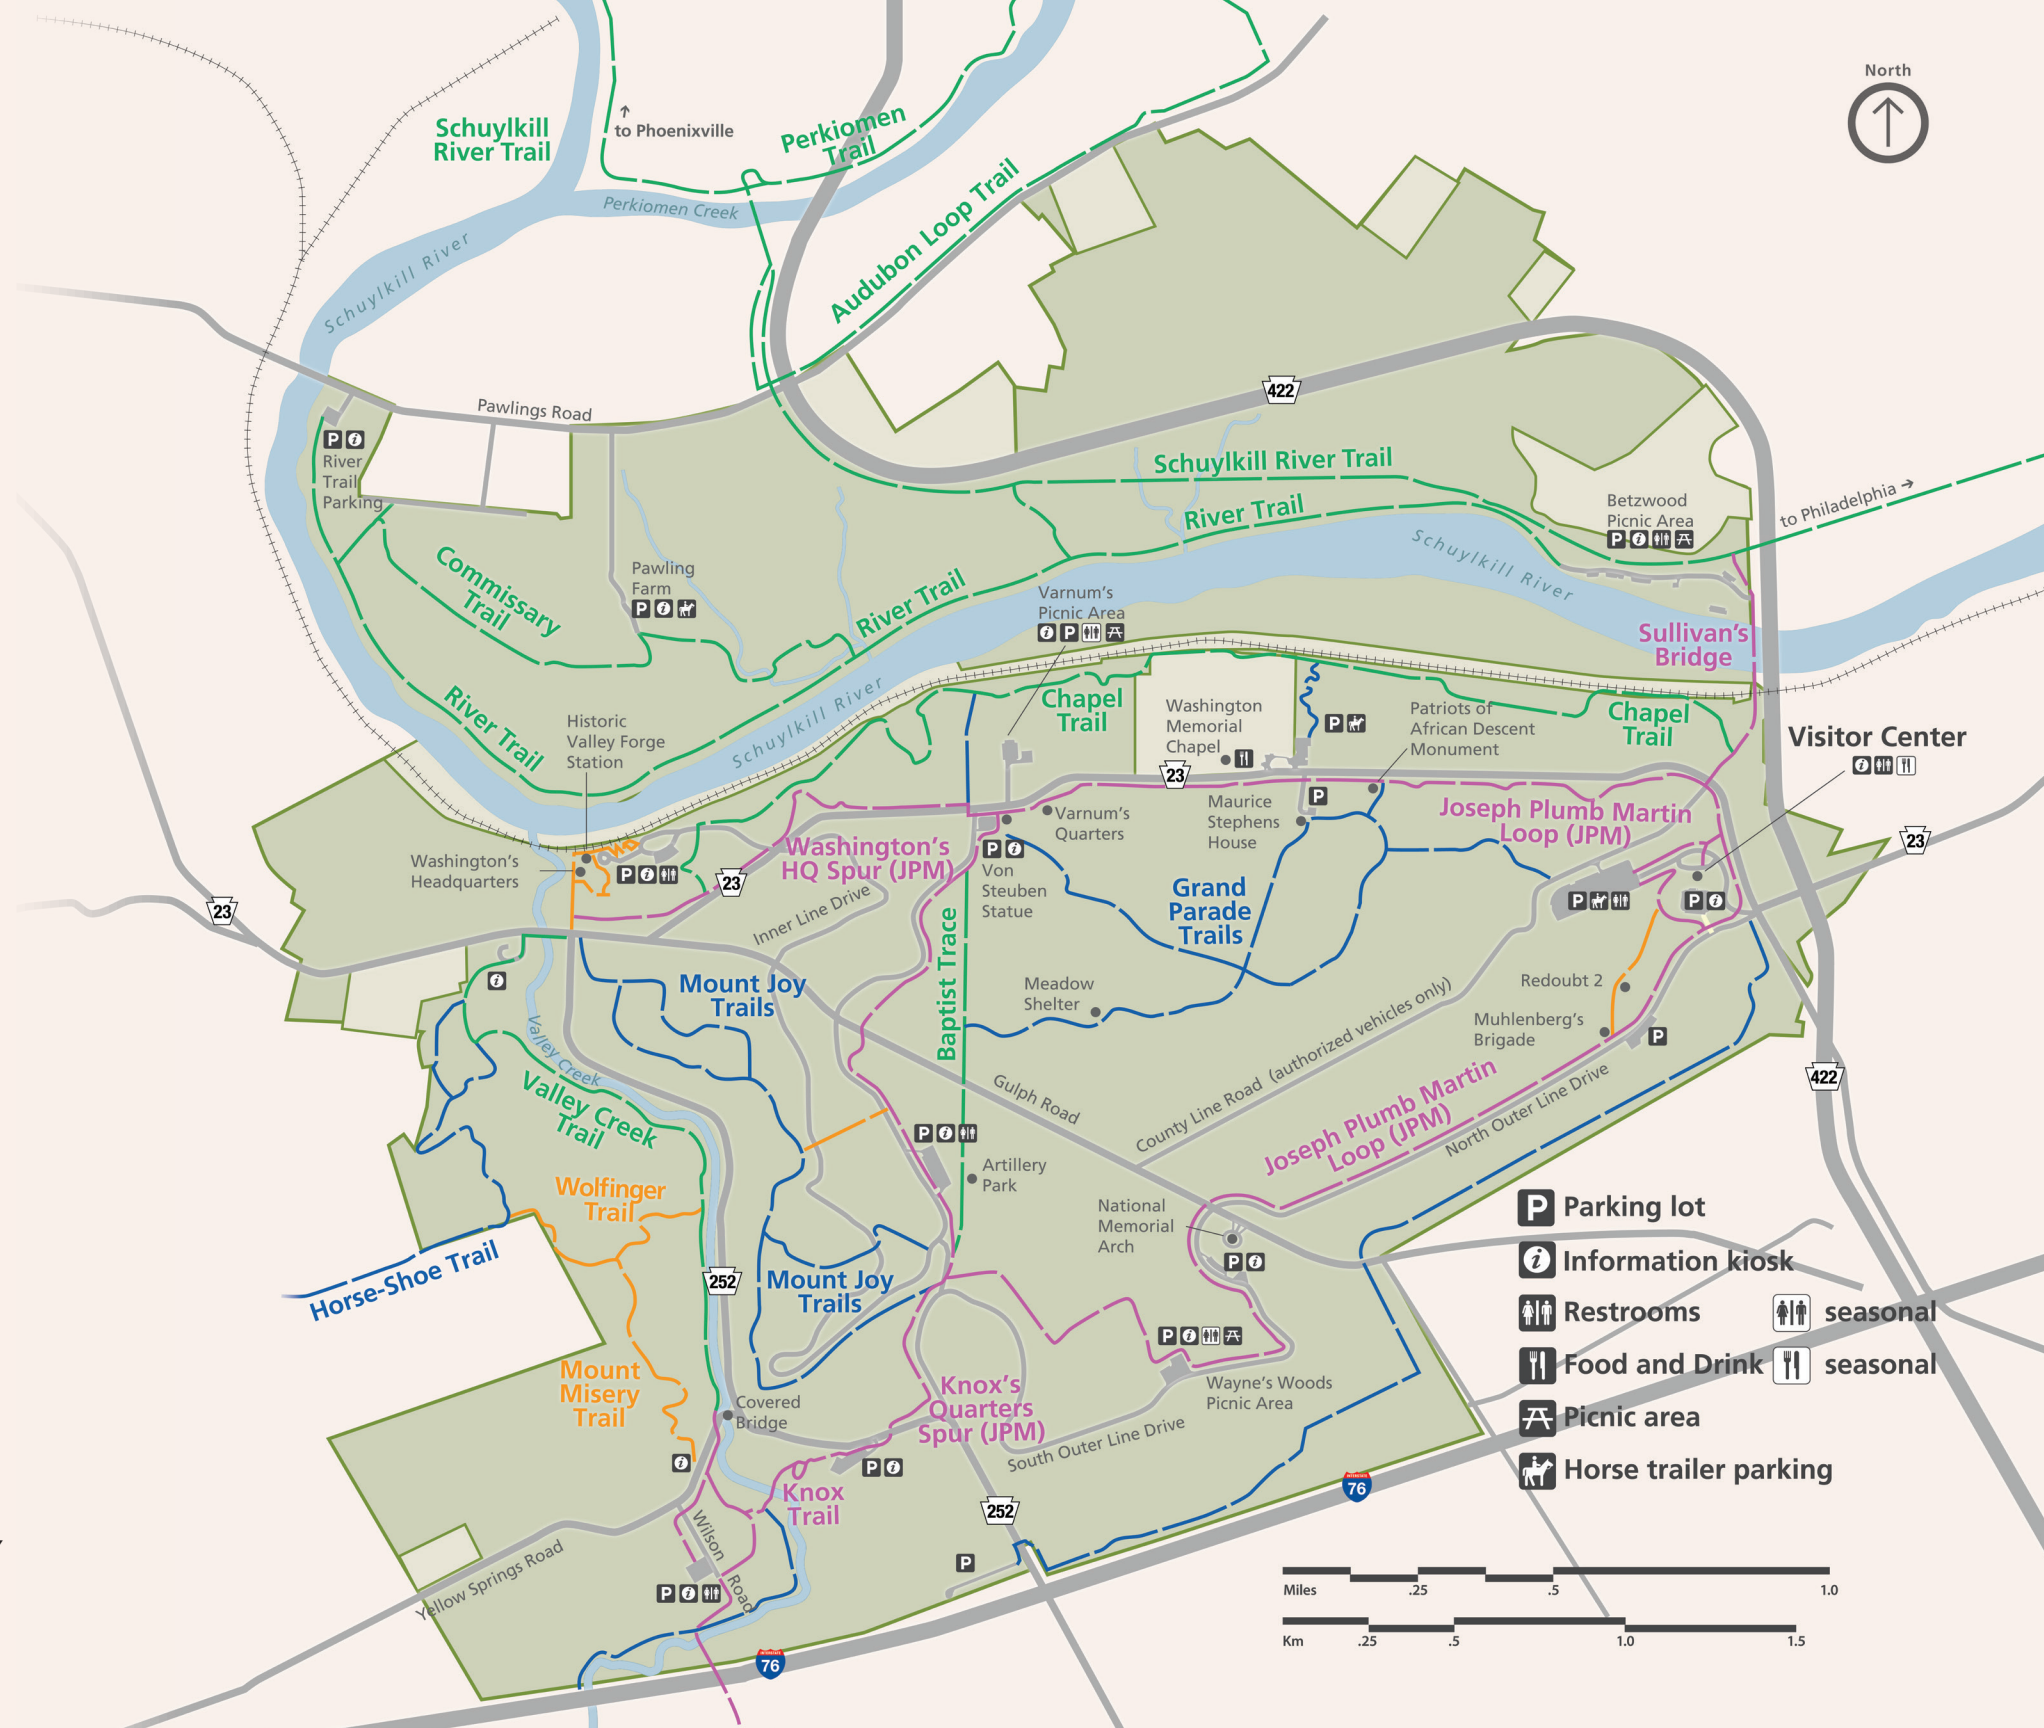 North
Schuylkill
River Trail
to Phoenixville
Perkiomen
Trail
Perkiomen Creek
Audubon Loop Trail
Schuylkill River
422
Pawlings Road
River
Trail
Parking
Schuylkill River Trail
River Trail
Betzwood
Picnic Area
to Philadelphia
Commissary
Trail
Pawling
Farm
River Trail
Varnum's
Picnic Area
Schuylkill River
Sullivan's
Bridge
River Trail
Schuylkill River
Historic
Valley Forge
Station
Chapel
Trail
Washington
Memorial
Chapel
Patriots of
African Descent
Monument
Chapel
Trail
Visitor Center
23
Washington's
Headquarters
23
Washington's
HQ Spur (JPM)
Varnum's
Quarters
Maurice
Stephens
House
Joseph Plumb Martin
Loop (JPM)
23
23
Von
Steuben
Statue
Inner Line Drive
Grand
Parade
Trails
Baptist Trace
Mount Joy
Trails
Meadow
Shelter
Redoubt 2
Muhlenberg's
Brigade
Valley Creek
Valley Creek
Trail
Gulph Road
County Line Road (authorized vehicles only)
Joseph Plumb Martin
Loop (JPM)
North Outer Line Drive
422
Artillery
Park
National
Memorial
Arch
Wolfinger
Trail
Horse-Shoe Trail
252
Mount Joy
Trails
Mount
Misery
Trail
Covered
Bridge
Knox's
Quarters
Spur (JPM)
Wayne's Woods
Picnic Area
South Outer Line Drive
Knox
Trail
252
76
Wilson Road
Yellow Springs Road
76
P Parking lot
i Information kiosk
Restrooms
seasonal
Food and Drink
seasonal
Picnic area
Horse trailer parking
Miles .25 .5 1.0
Km .25 .5 1.0 1.5